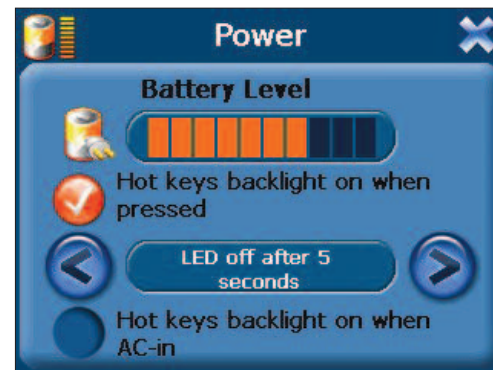 Power
Battery Level
Hot keys backlight on when
pressed
LED off after 5
seconds
Hot keys backlight on when
AC-in